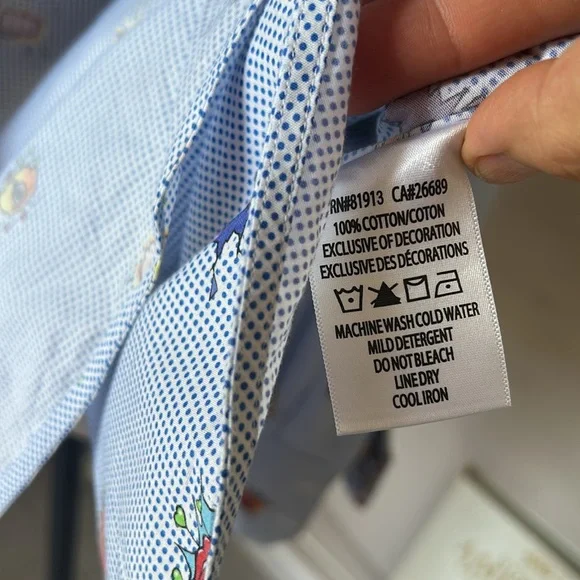 RN#81913 CA#26689
100%COTTON/COTON
EXCLUSIVE OF DECORATION
EXCLUSIVE DES DÉCORATIONS
MACHINE WASH COLD WATER
MILD DETERGENT
DO NOT BLEACH
LINE DRY
COOL IRON